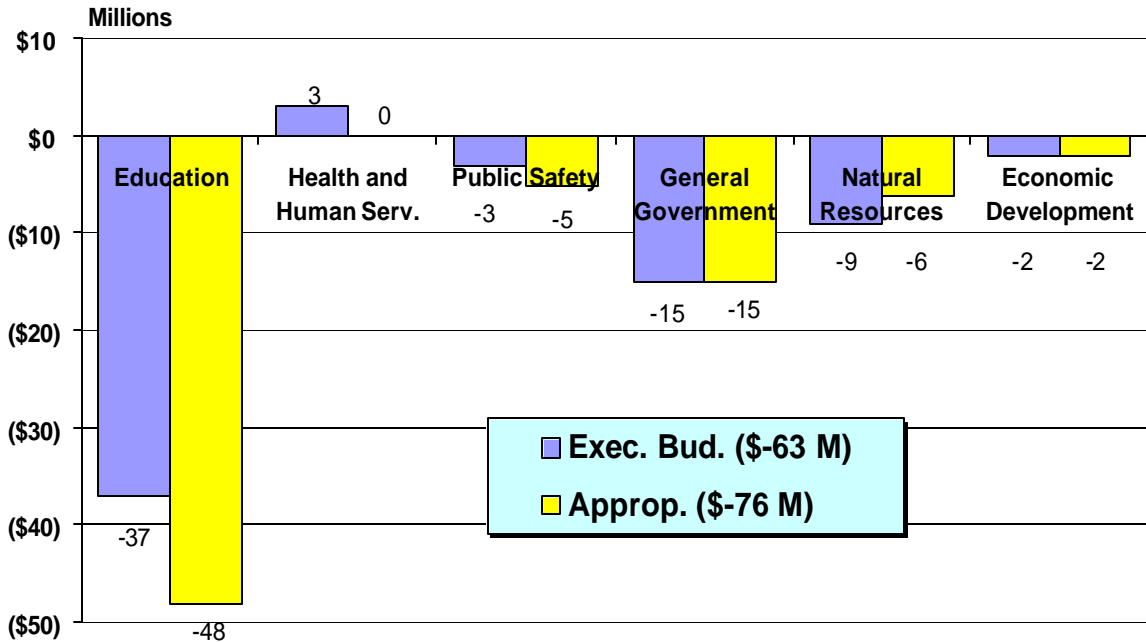 Millions
$10
$0
($10)
($20)
($30)
($40)
($50)
3
0
Education
Health and
Human Serv.
Public Safety
General
Government
Natural
Resources
Economic
Development
-37
-48
-3
-5
-15
-15
-9
-6
-2
-2
Exec. Bud. ($-63 M)
Approp. ($-76 M)